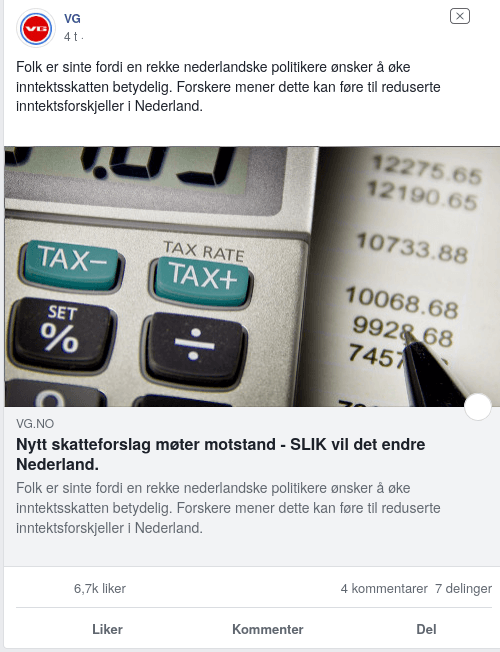 VG
VG
4 t ·
Folk er sinte fordi en rekke nederlandske politikere ønsker å øke
inntektsskatten betydelig. Forskere mener dette kan føre til reduserte
inntektsforskjeller i Nederland.
12275.65
12190.65
TAX RATE
TAX−
TAX+
10733.88
SET
%
÷
10068.68
9928.68
VG.NO
Nytt skatteforslag møter motstand - SLIK vil det endre
Nederland.
Folk er sinte fordi en rekke nederlandske politikere ønsker å øke
inntektsskatten betydelig. Forskere mener dette kan føre til reduserte
inntektsforskjeller i Nederland.
6,7k liker
4 kommentarer 7 delinger
Liker Kommenter Del